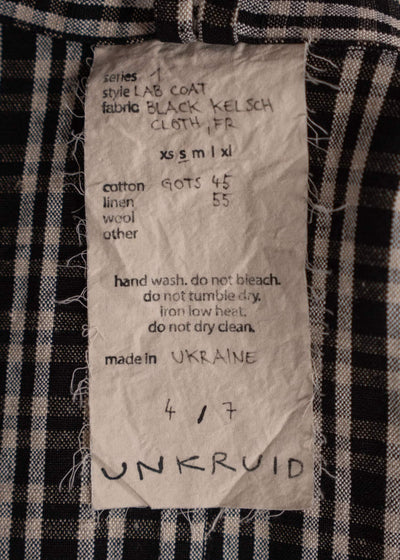 series 1
style LAB COAT
fabric BLACK KELSCH
CLOTH, FR
xs s m l xl
cotton GOTS 45
linen 55
wool
other
hand wash. do not bleach.
do not tumble dry.
iron low heat.
do not dry clean.
made in UKRAINE
4 / 7
UNKRUID